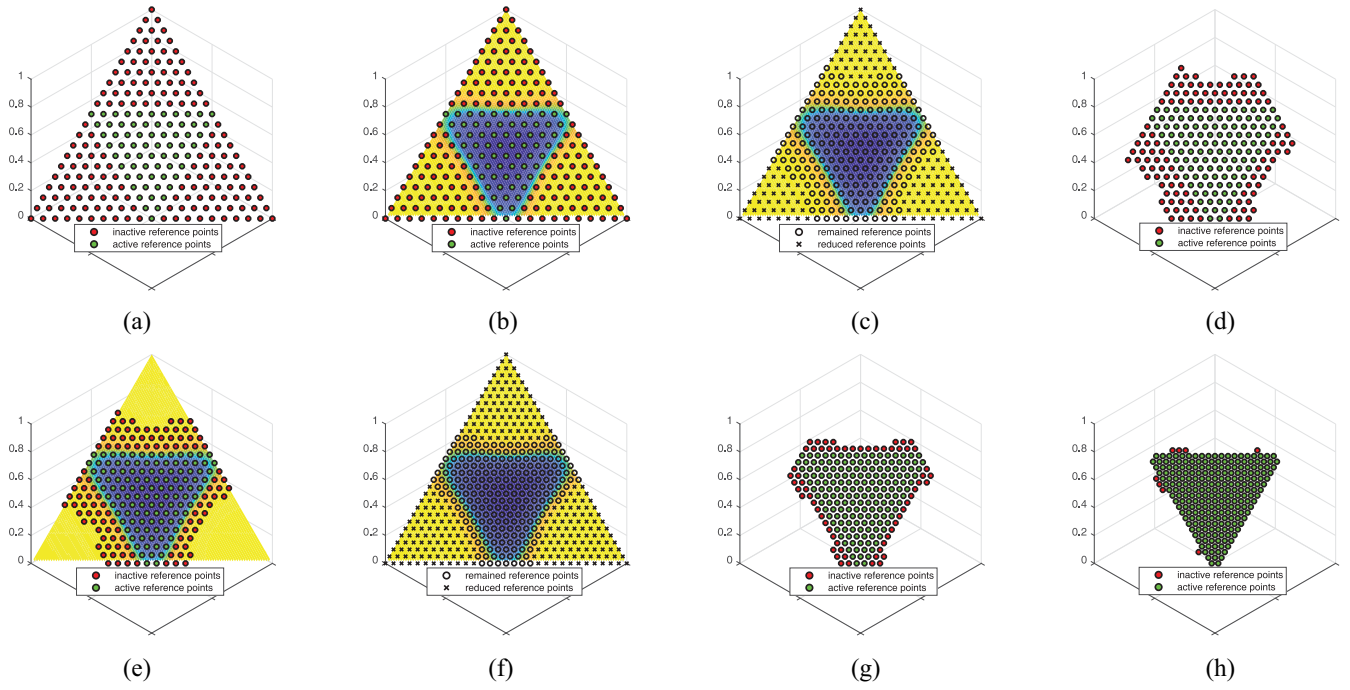 1
0.8
0.6
0.4
0.2
0
inactive reference points
active reference points
(a)
1
0.8
0.6
0.4
0.2
0
inactive reference points
active reference points
(b)
1
0.8
0.6
0.4
0.2
0
remained reference points
reduced reference points
(c)
1
0.8
0.6
0.4
0.2
0
inactive reference points
active reference points
(d)
1
0.8
0.6
0.4
0.2
0
inactive reference points
active reference points
(e)
1
0.8
0.6
0.4
0.2
0
remained reference points
reduced reference points
(f)
1
0.8
0.6
0.4
0.2
0
inactive reference points
active reference points
(g)
1
0.8
0.6
0.4
0.2
0
inactive reference points
active reference points
(h)